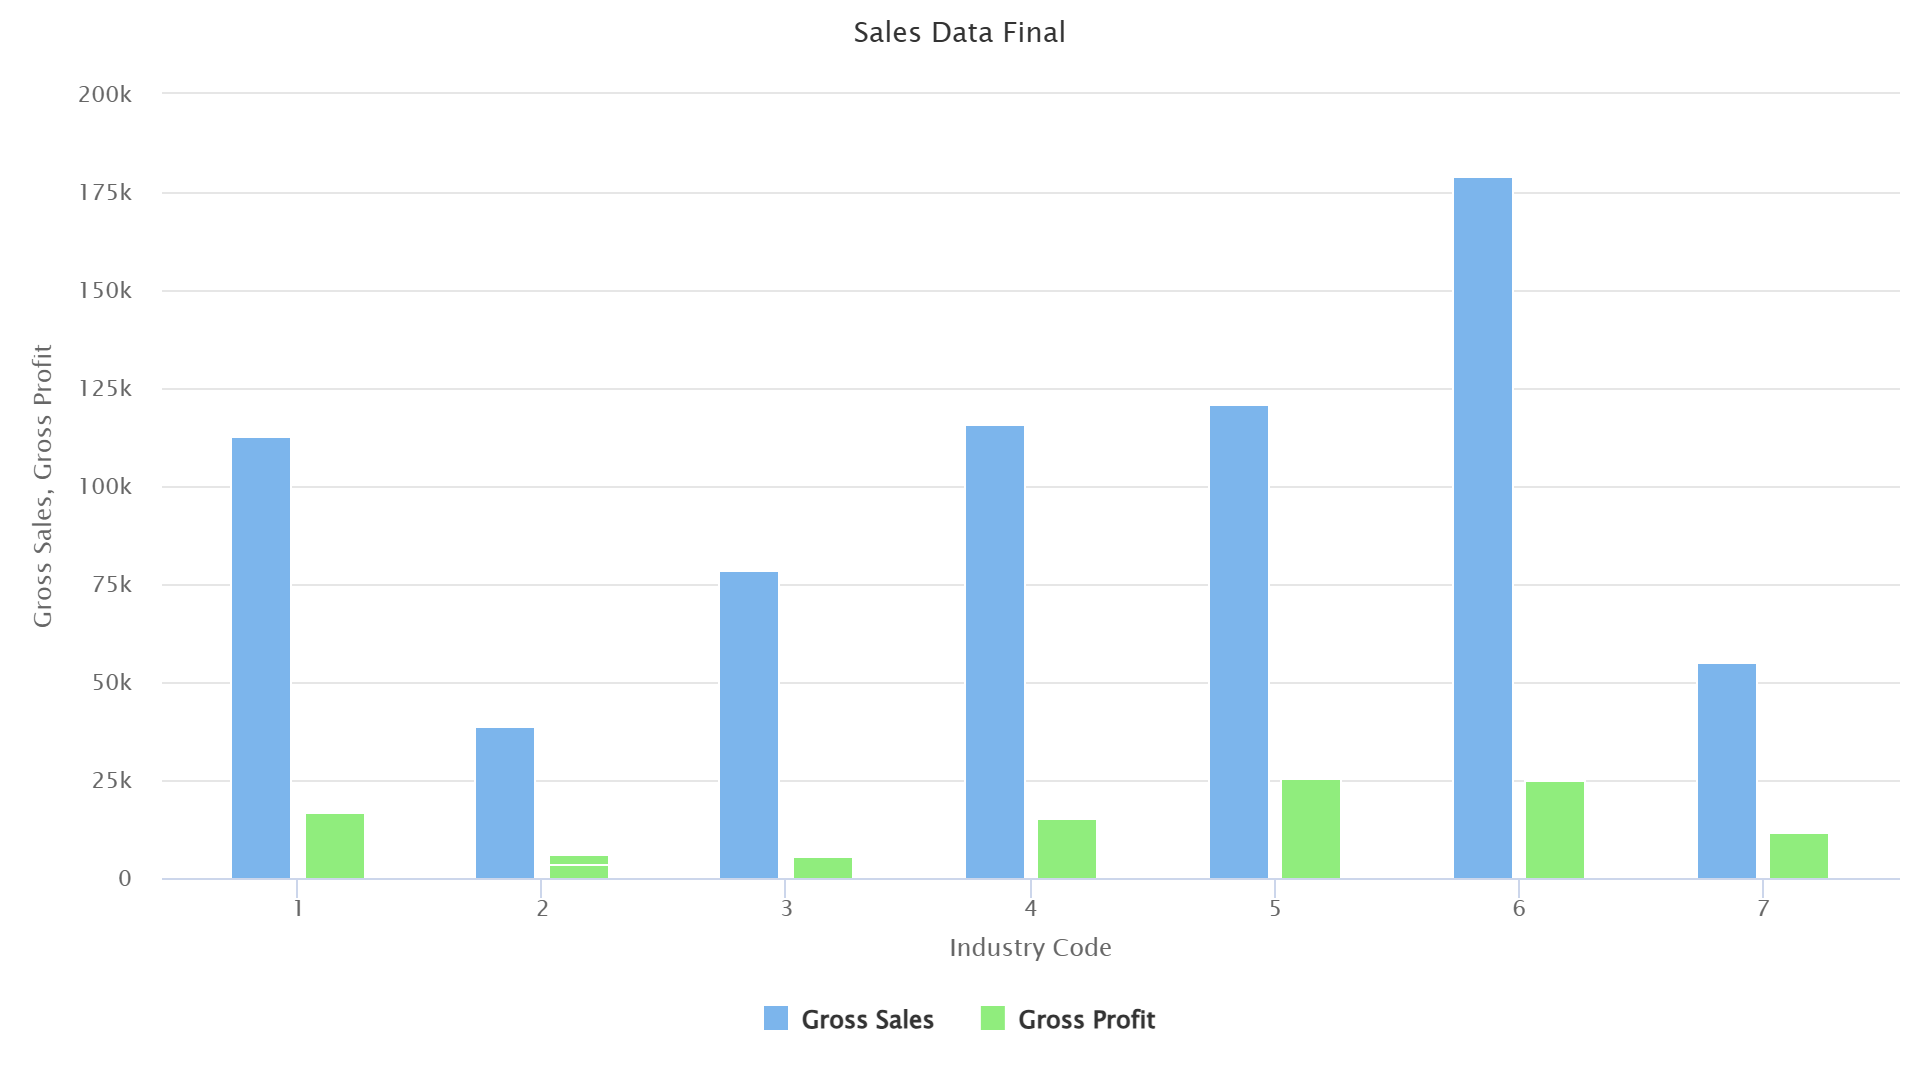 Sales Data Final
200k
175k
150k
125k
100k
75k
50k
25k
0
Gross Sales, Gross Profit
1 2 3 4 5 6 7
Industry Code
Gross Sales Gross Profit